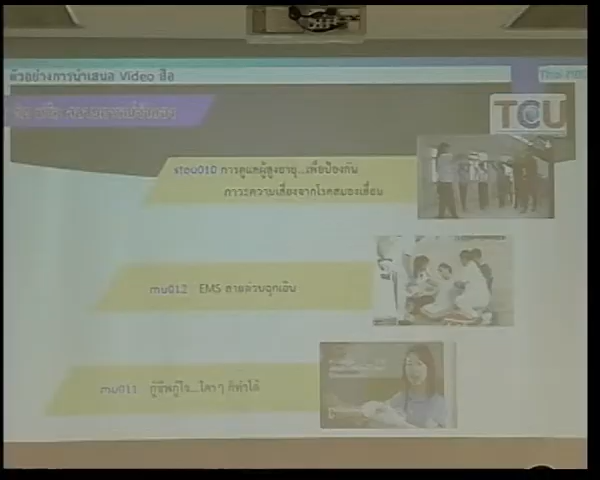 ตัวอย่างการนำเสนอ Video สื่อ
TCU
stou010 การดูแลผู้สูงอายุ...เพื่อป้องกัน
ภาวะความเสี่ยงจากโรคสมองเสื่อม
mu012 EMS สายด่วนฉุกเฉิน
mu011 กู้ชีพกู้ใจ...ใครๆ ก็ทำได้